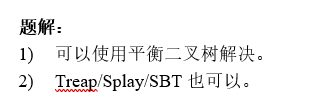 题解：
1) 可以使用平衡二叉树解决。
2) Treap/Splay/SBT 也可以。